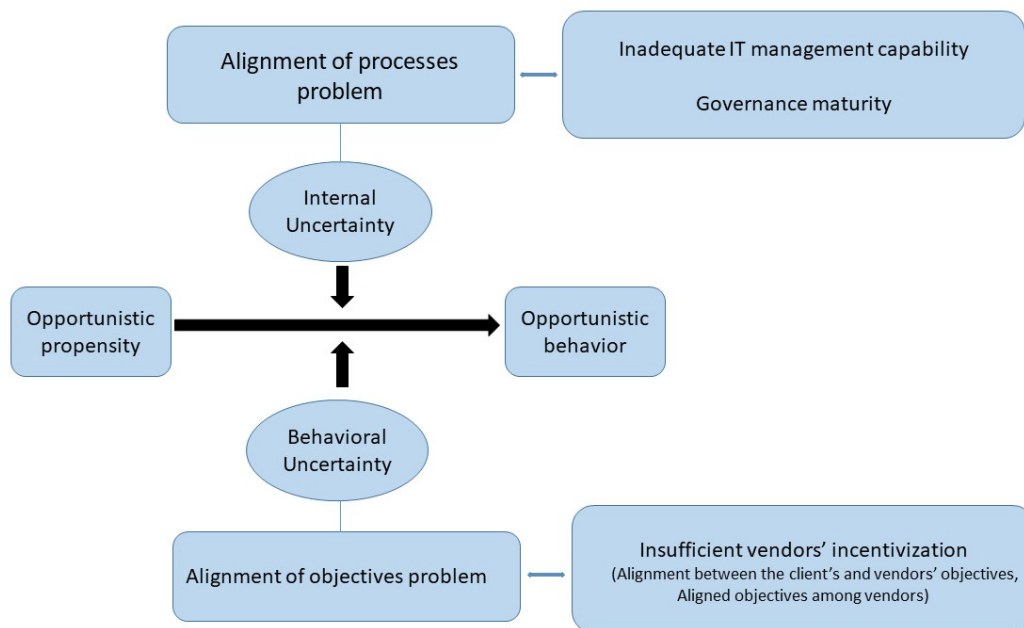 Alignment of processes
problem
Inadequate IT management capability
Governance maturity
Internal
Uncertainty
Opportunistic
propensity
Opportunistic
behavior
Behavioral
Uncertainty
Alignment of objectives problem
Insufficient vendors’ incentivization
(Alignment between the client’s and vendors’ objectives,
Aligned objectives among vendors)